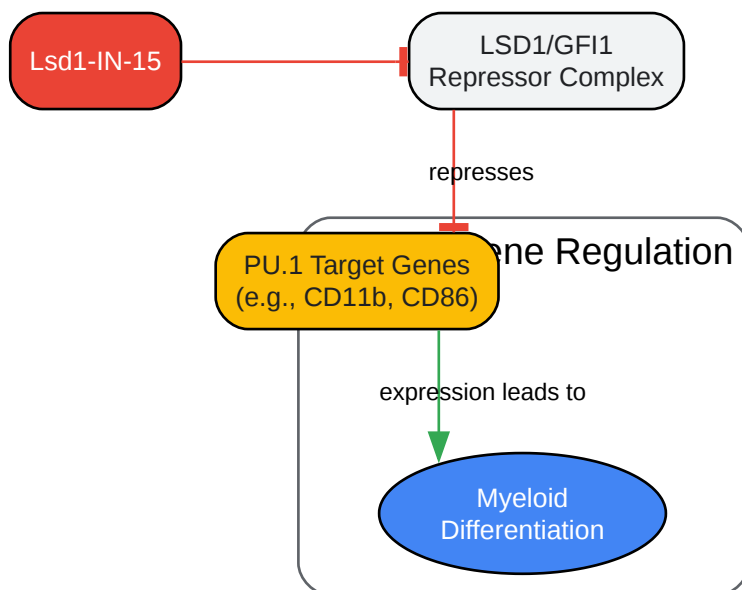 Lsd1-IN-15
LSD1/GFI1
Repressor Complex
represses
ene Regulation
PU.1 Target Genes
(e.g., CD11b, CD86)
expression leads to
Myeloid
Differentiation